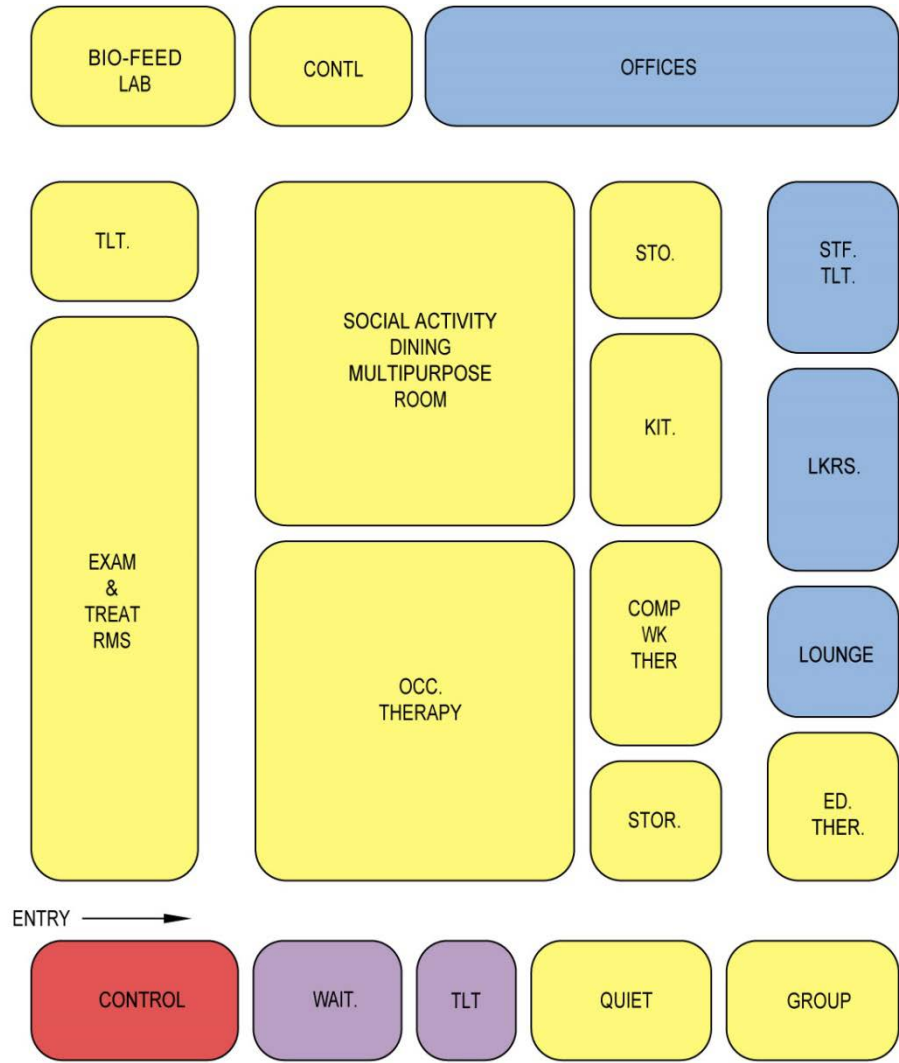 BIO-FEED
LAB
CONTL
OFFICES
TLT.
SOCIAL ACTIVITY
DINING
MULTIPURPOSE
ROOM
STO.
STF.
TLT.
KIT.
LKRS.
EXAM
&
TREAT
RMS
OCC.
THERAPY
COMP
WK
THER
LOUNGE
STOR.
ED.
THER.
ENTRY
CONTROL
WAIT.
TLT
QUIET
GROUP